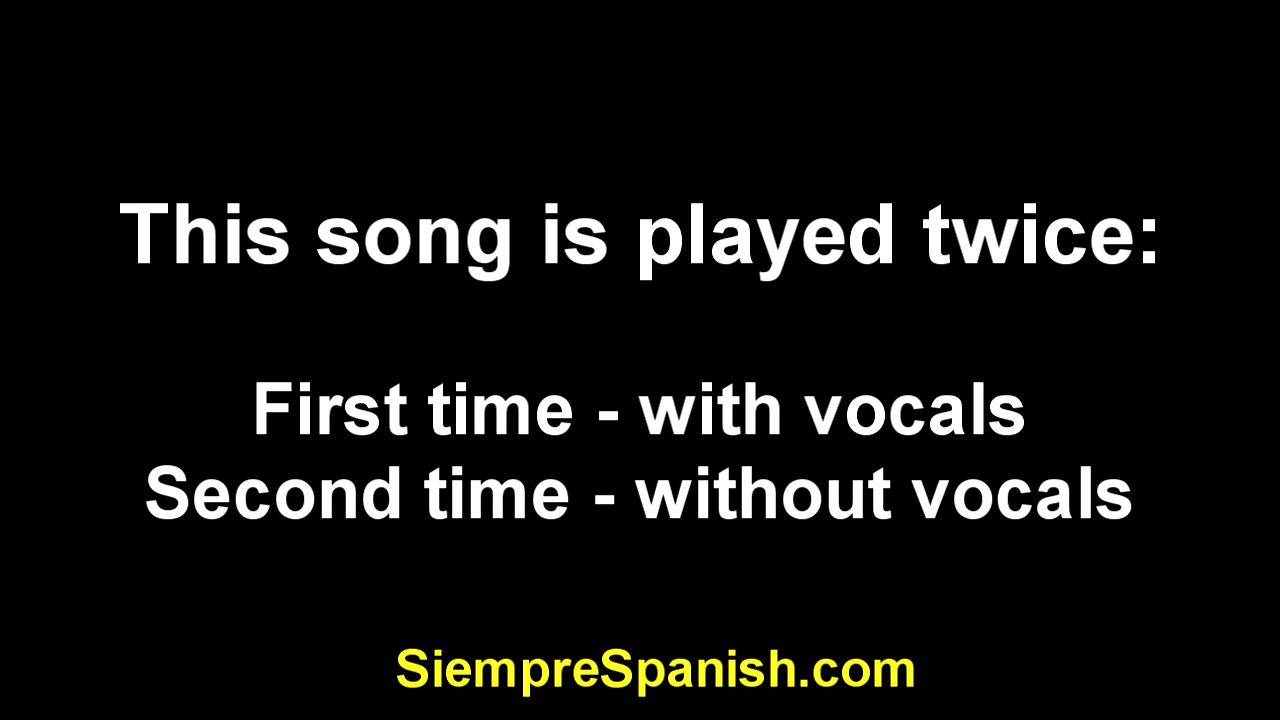 This song is played twice:
First time - with vocals
Second time - without vocals
SiempreSpanish.com